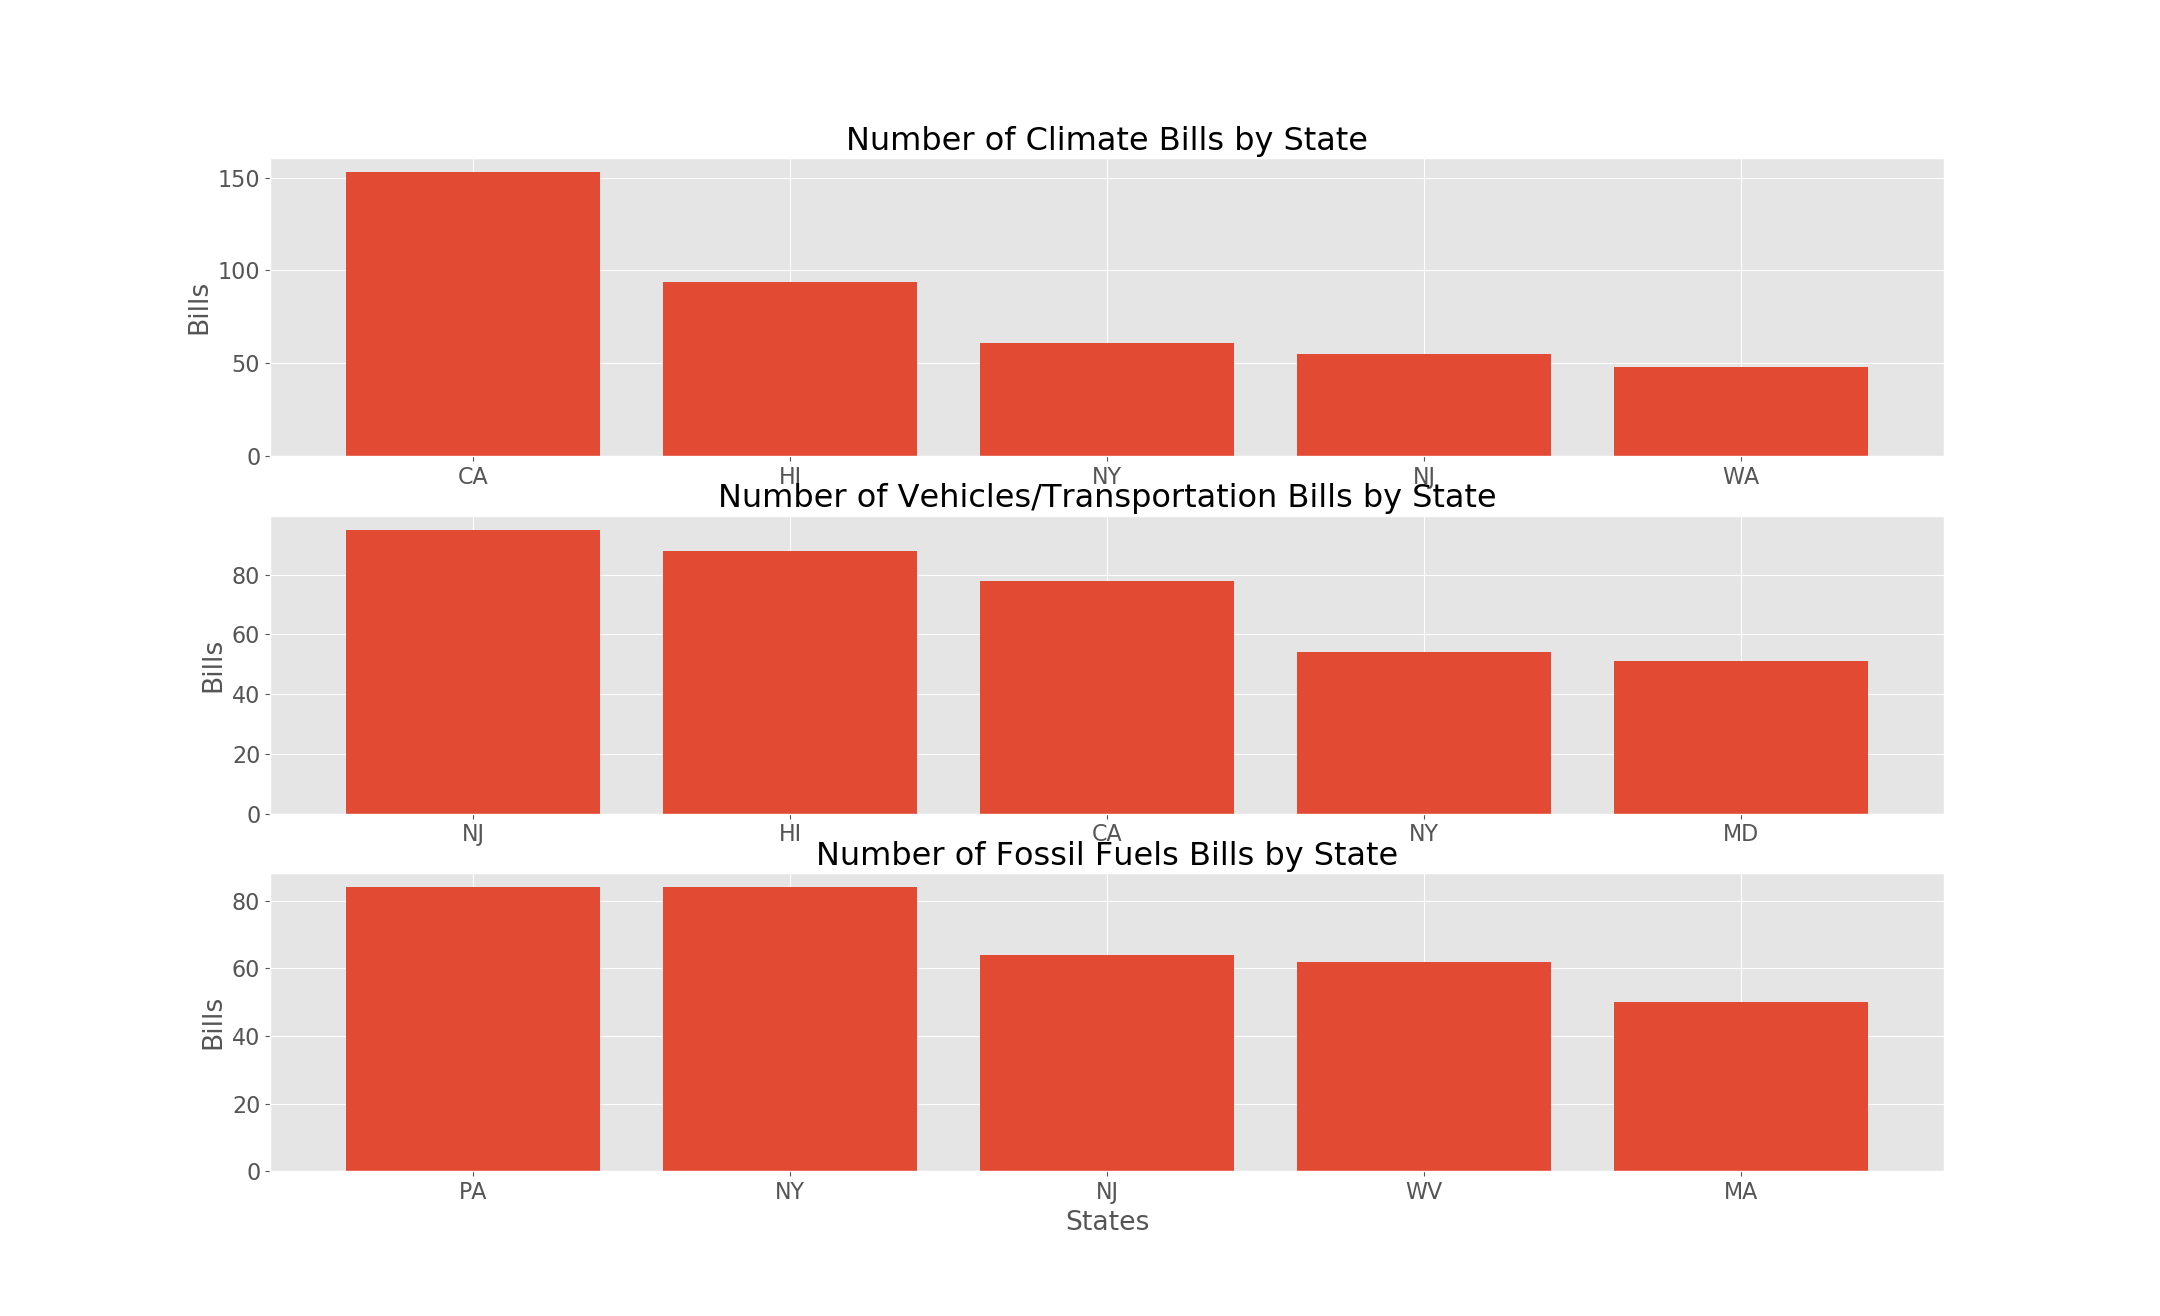 Number of Climate Bills by State
150
100
50
0
Bills
CA HI NY NJ WA
Number of Vehicles/Transportation Bills by State
80
60
40
20
0
Bills
NJ HI CA NY MD
Number of Fossil Fuels Bills by State
80
60
40
20
0
Bills
PA NY NJ WV MA
States